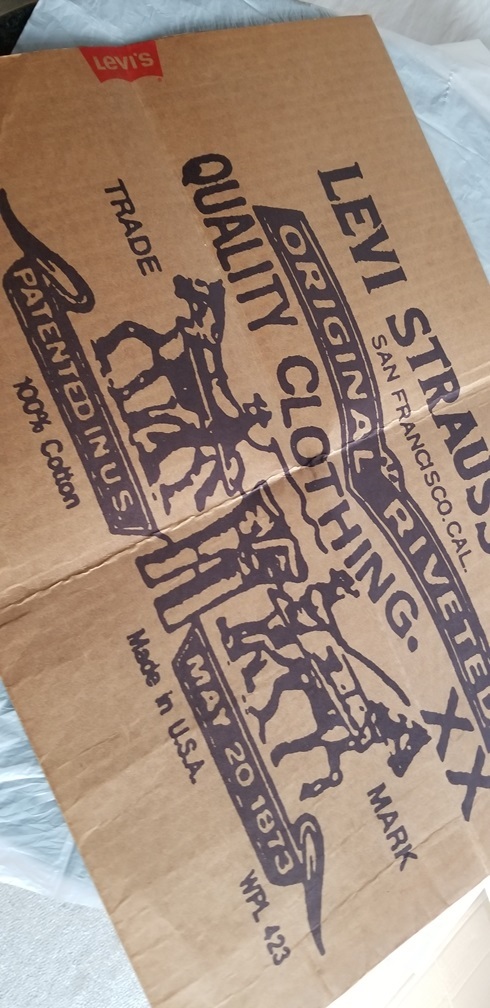 LEVI'S
LEVI STRAUSS
SAN FRANCISCO. CAL.
ORIGINAL RIVETED
QUALITY CLOTHING.
XX
TRADE MARK
PATENTED IN U.S. MAY 20 1873
100% Cotton Made in U.S.A. WPL 423